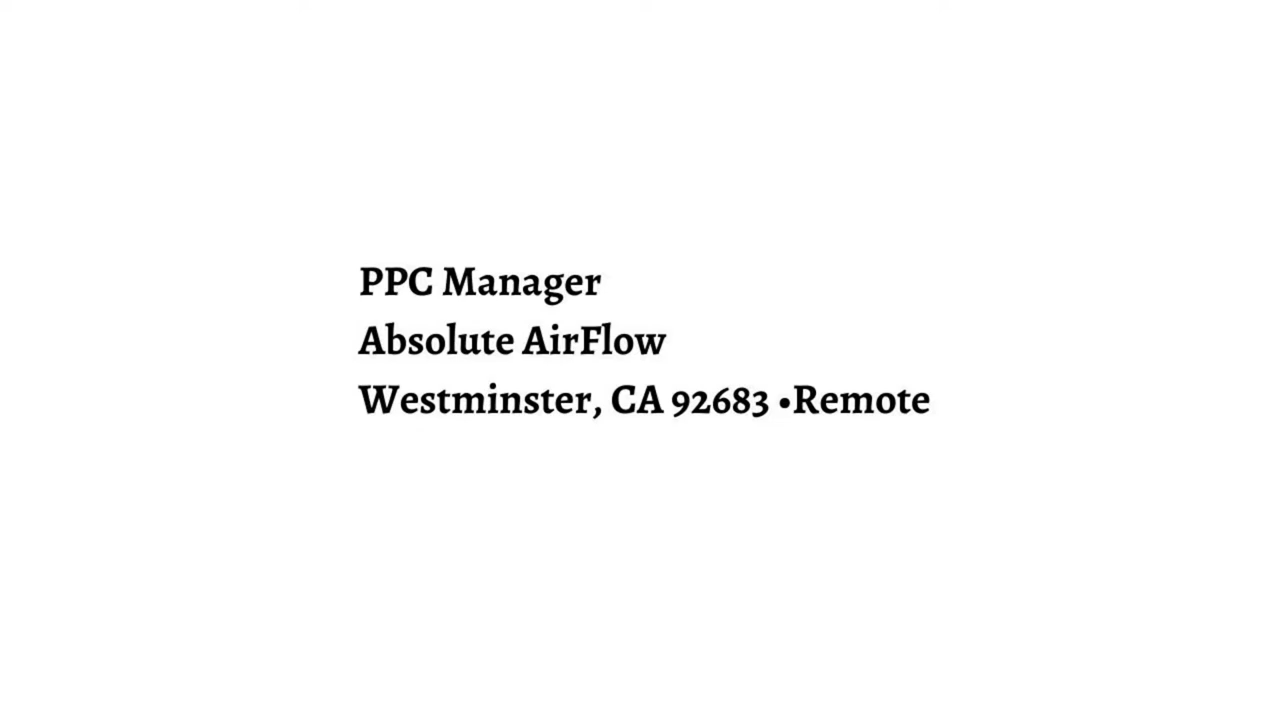 PPC Manager
Absolute AirFlow
Westminster, CA 92683 •Remote